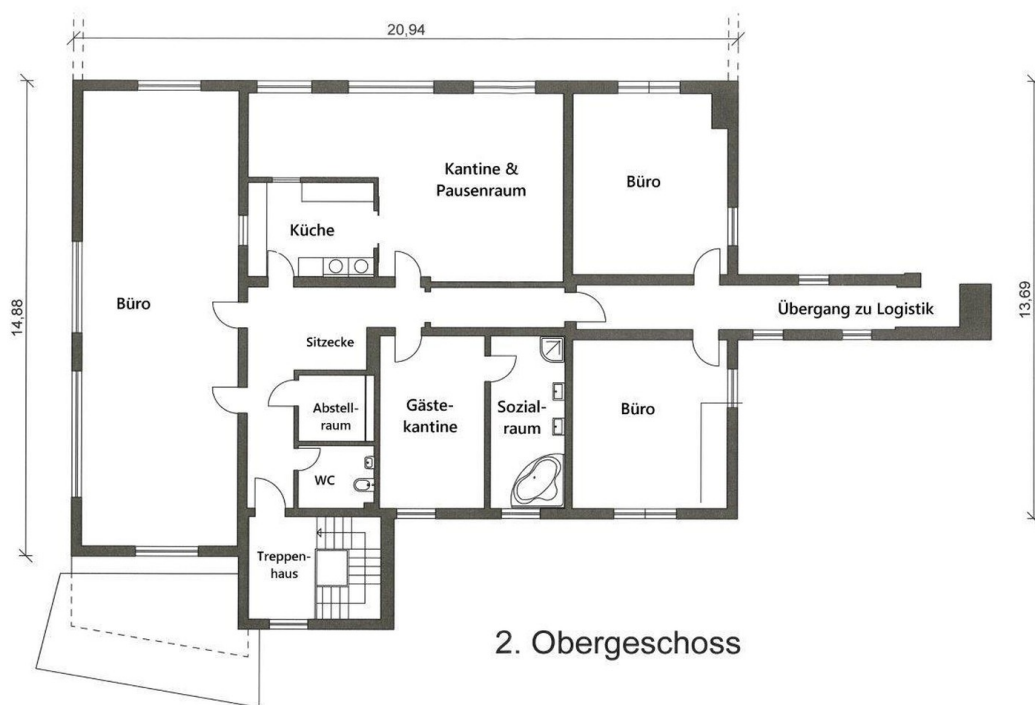 20,94
Kantine &
Pausenraum
Büro
Küche
14,88
Büro
13,69
Übergang zu Logistik
Sitzecke
Abstell-
raum
Gäste-
kantine
Sozial-
raum
Büro
WC
Treppen-
haus
2. Obergeschoss